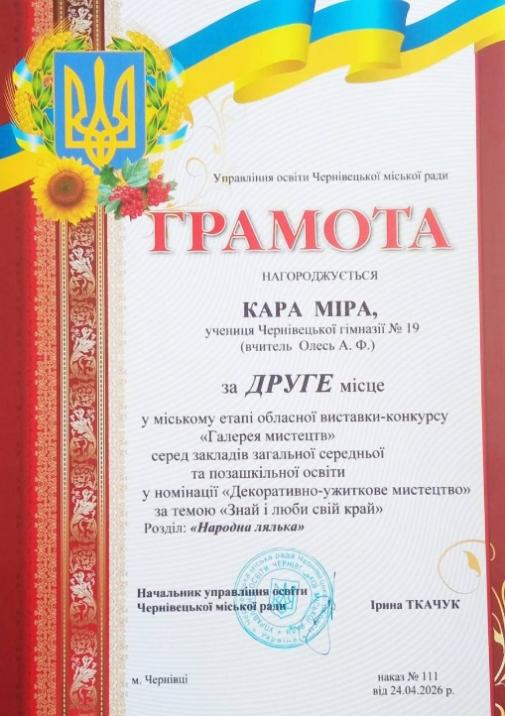 Управління освіти Чернівецької міської ради
ГРАМОТА
НАГОРОДЖУЄТЬСЯ
КАРА МІРА,
учениця Чернівецької гімназії № 19
(вчитель Олесь А. Ф.)
за ДРУГЕ місце
у міському етапі обласної виставки-конкурсу
«Галерея мистецтв»
серед закладів загальної середньої
та позашкільної освіти
у номінації «Декоративно-ужиткове мистецтво»
за темою «Знай і люби свій край»
Розділ: «Народна лялька»
Начальник управління освіти
Чернівецької міської ради
Ірина ТКАЧУК
м. Чернівці
наказ № 111
від 24.04.2026 р.